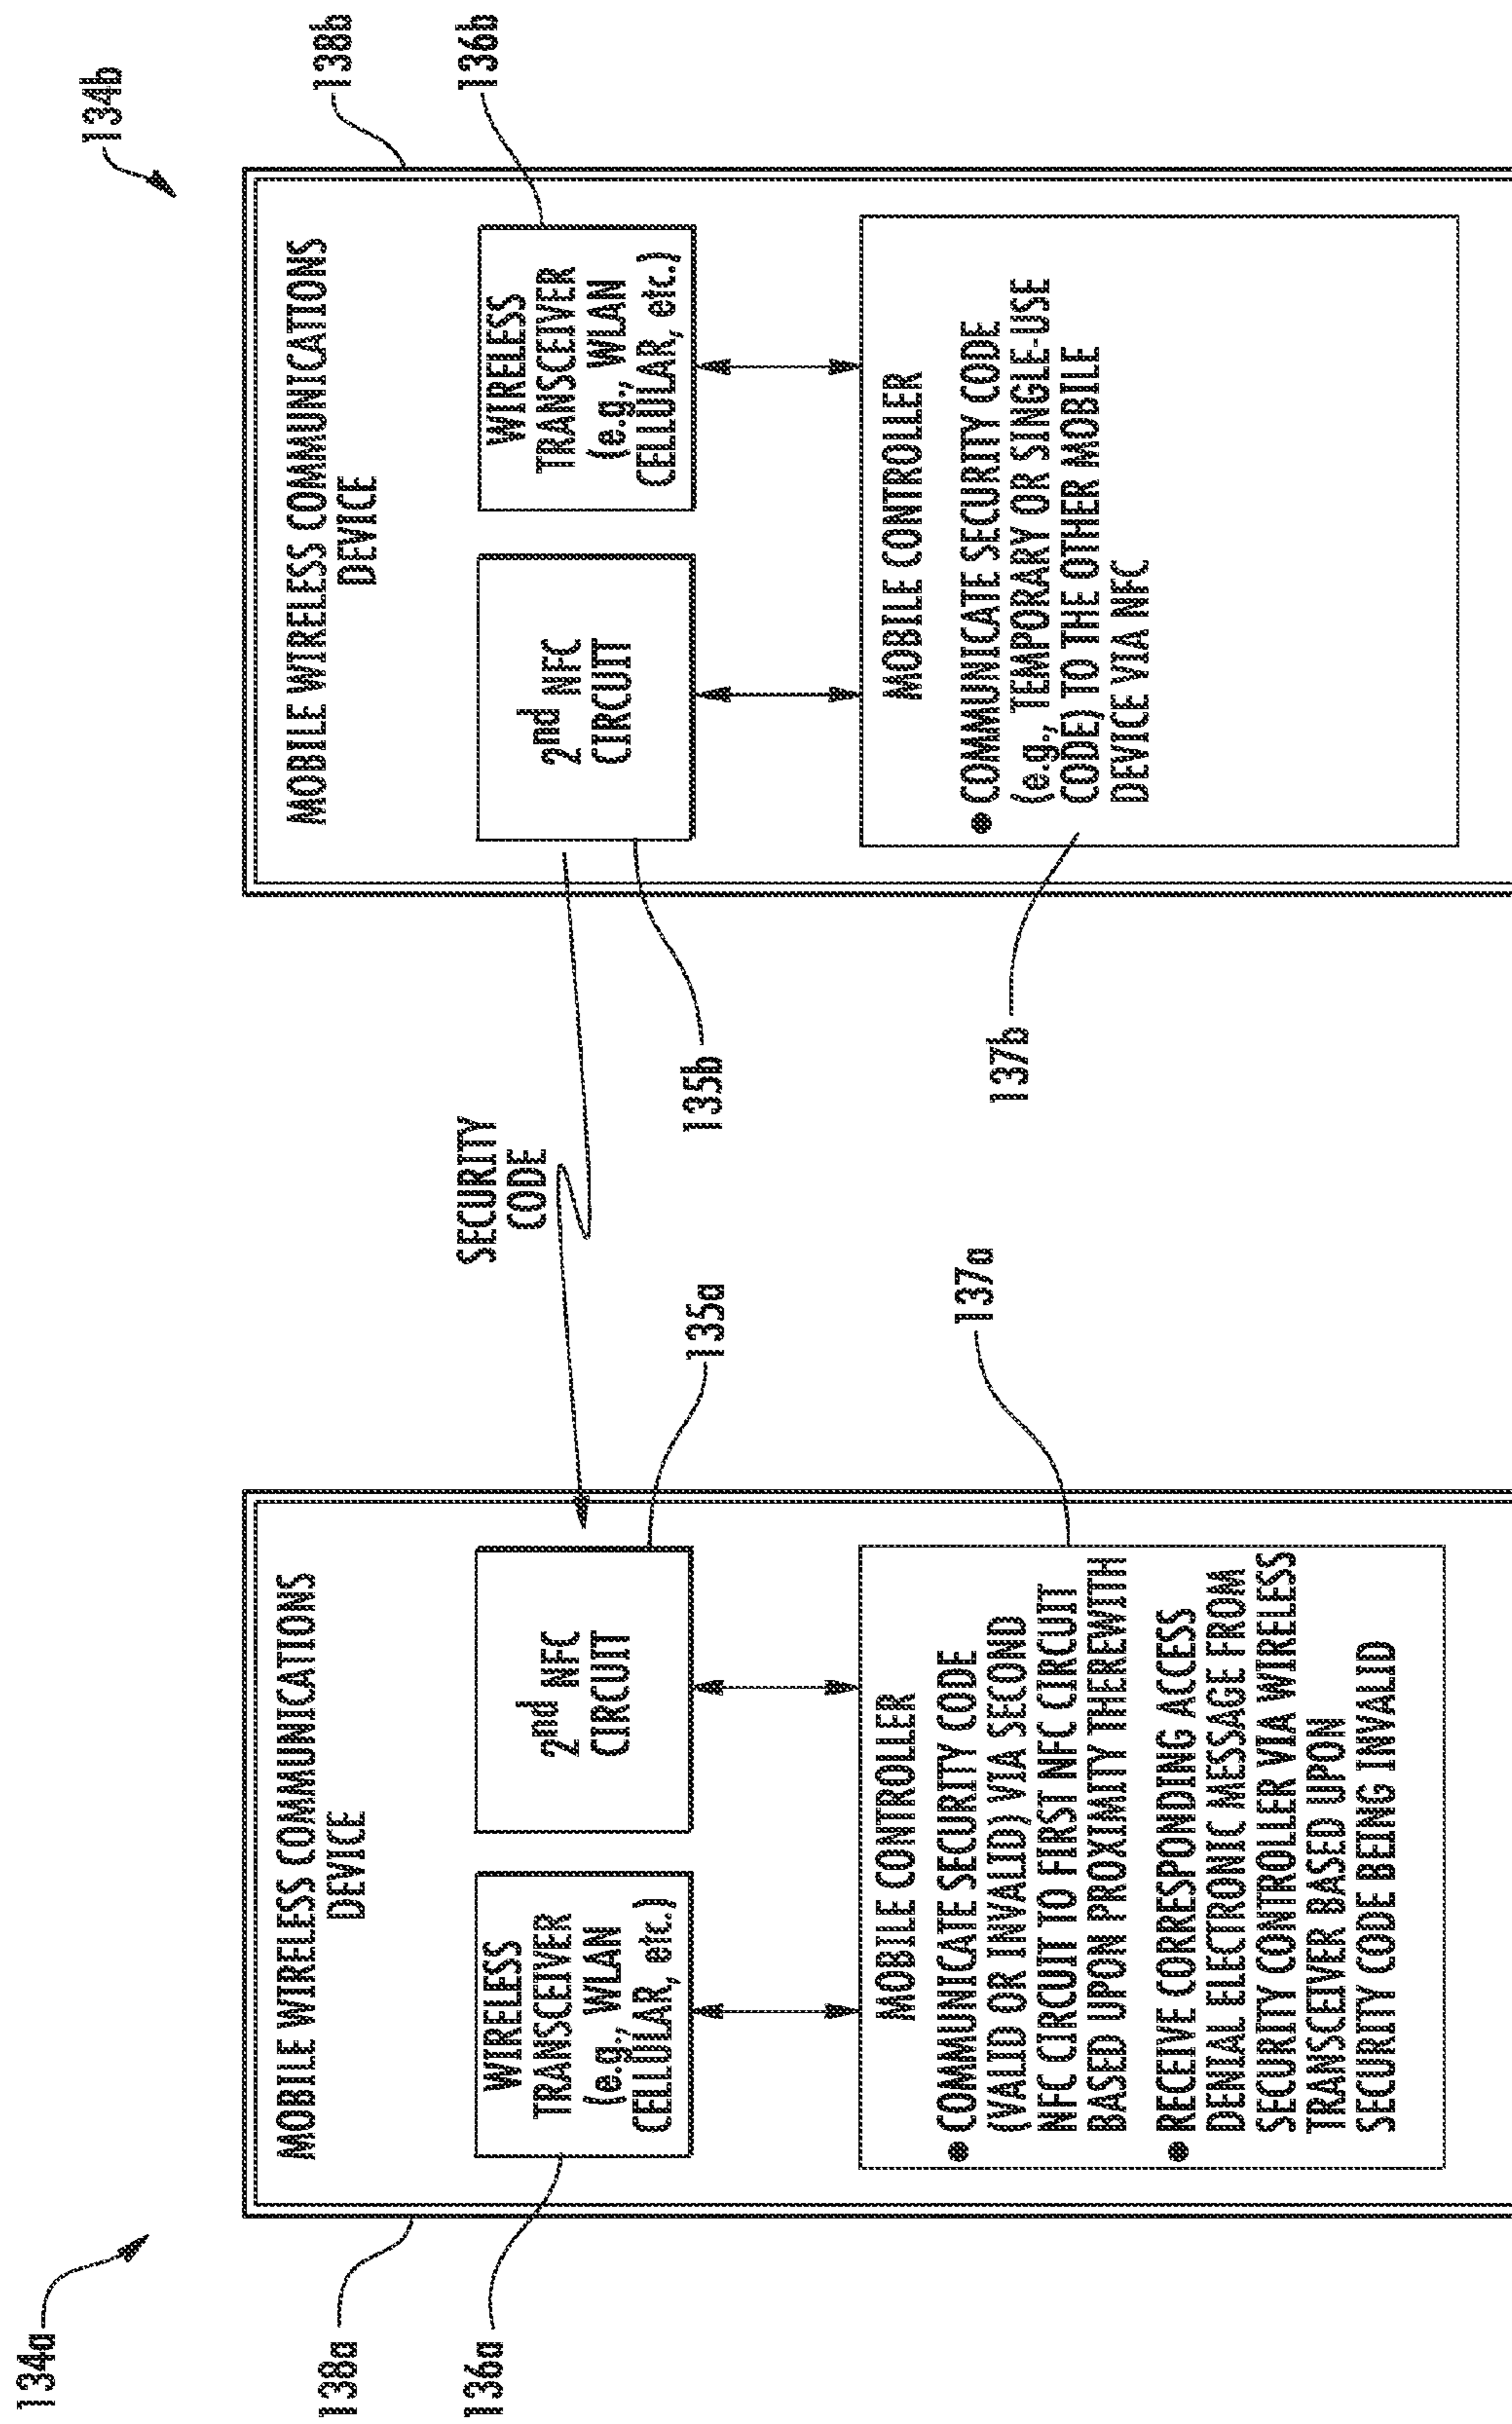 134a
138a
136a
MOBILE WIRELESS COMMUNICATIONS
DEVICE
WIRELESS
TRANSCEIVER
(e.g., WLAN
CELLULAR, etc.)
2nd NFC
CIRCUIT
MOBILE CONTROLLER
● COMMUNICATE SECURITY CODE
(VALID OR INVALID) VIA SECOND
NFC CIRCUIT TO FIRST NFC CIRCUIT
BASED UPON PROXIMITY THEREWITH
● RECEIVE CORRESPONDING ACCESS
DENIAL ELECTRONIC MESSAGE FROM
SECURITY CONTROLLER VIA WIRELESS
TRANSCEIVER BASED UPON
SECURITY CODE BEING INVALID
135a
137a
SECURITY
CODE
135b
137b
MOBILE WIRELESS COMMUNICATIONS
DEVICE
2nd NFC
CIRCUIT
WIRELESS
TRANSCEIVER
(e.g., WLAN
CELLULAR, etc.)
MOBILE CONTROLLER
● COMMUNICATE SECURITY CODE
(e.g., TEMPORARY OR SINGLE-USE
CODE) TO THE OTHER MOBILE
DEVICE VIA NFC
134b
138b
136b